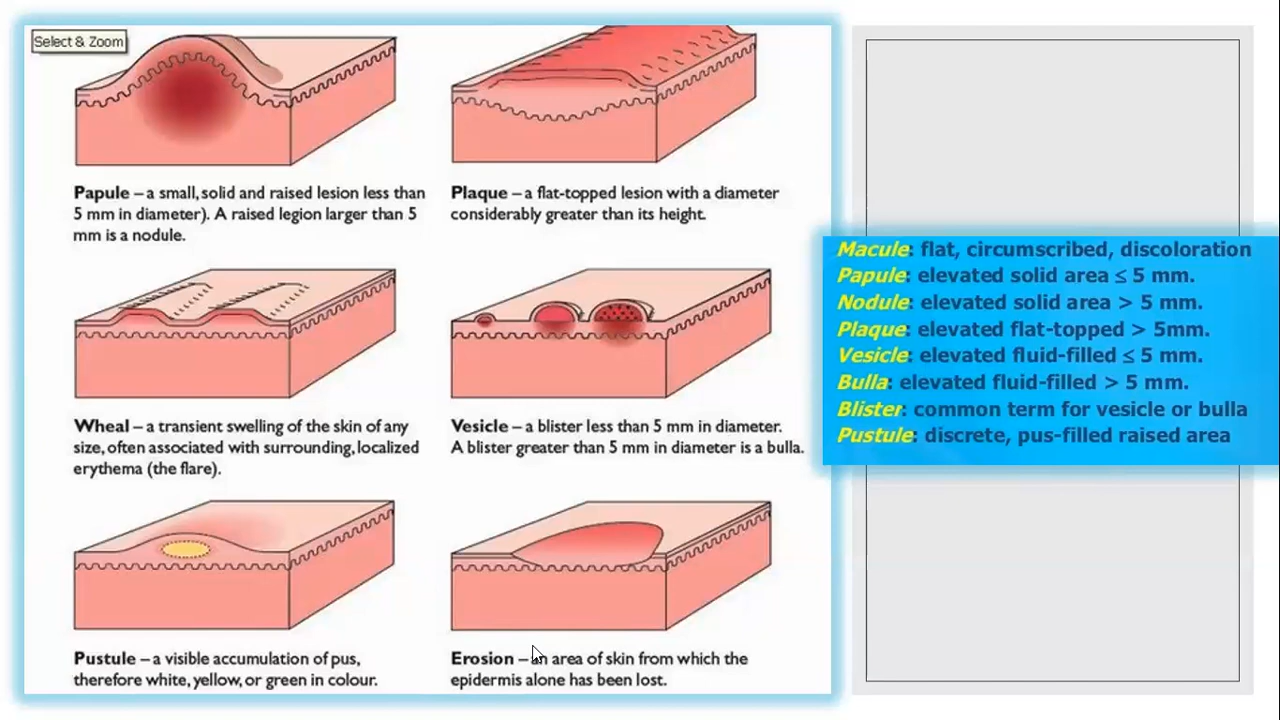 Select & Zoom
Papule – a small, solid and raised lesion less than
5 mm in diameter). A raised legion larger than 5
mm is a nodule.
Plaque – a flat-topped lesion with a diameter
considerably greater than its height.
Wheal – a transient swelling of the skin of any
size, often associated with surrounding, localized
erythema (the flare).
Vesicle – a blister less than 5 mm in diameter.
A blister greater than 5 mm in diameter is a bulla.
Pustule – a visible accumulation of pus,
therefore white, yellow, or green in colour.
Erosion – an area of skin from which the
epidermis alone has been lost.
Macule: flat, circumscribed, discoloration
Papule: elevated solid area ≤ 5 mm.
Nodule: elevated solid area > 5 mm.
Plaque: elevated flat-topped > 5mm.
Vesicle: elevated fluid-filled ≤ 5 mm.
Bulla: elevated fluid-filled > 5 mm.
Blister: common term for vesicle or bulla
Pustule: discrete, pus-filled raised area